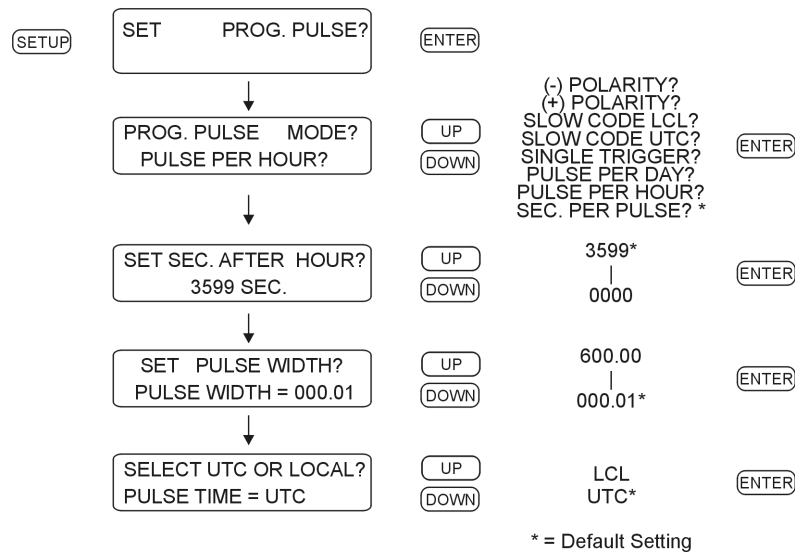 SETUP
SET PROG. PULSE?
ENTER
PROG. PULSE MODE?
PULSE PER HOUR?
UP
DOWN
(-) POLARITY?
(+) POLARITY?
SLOW CODE LCL?
SLOW CODE UTC?
SINGLE TRIGGER?
PULSE PER DAY?
PULSE PER HOUR?
SEC. PER PULSE? *
ENTER
SET SEC. AFTER HOUR?
3599 SEC.
UP
DOWN
3599*
|
0000
ENTER
SET PULSE WIDTH?
PULSE WIDTH = 000.01
UP
DOWN
600.00
|
000.01*
ENTER
SELECT UTC OR LOCAL?
PULSE TIME = UTC
UP
DOWN
LCL
UTC*
ENTER
* = Default Setting